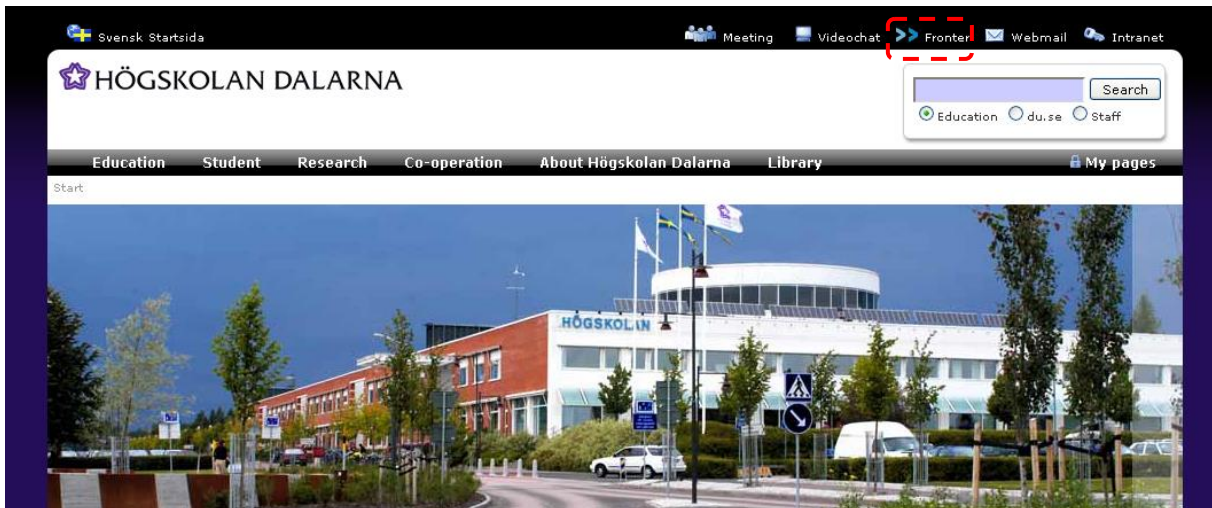 Svensk Startsida Meeting Videochat Fronter Webmail Intranet
HÖGSKOLAN DALARNA
Search
Education du.se Staff
Education Student Research Co-operation About Högskolan Dalarna Library My pages
Start
HÖGSKOLAN